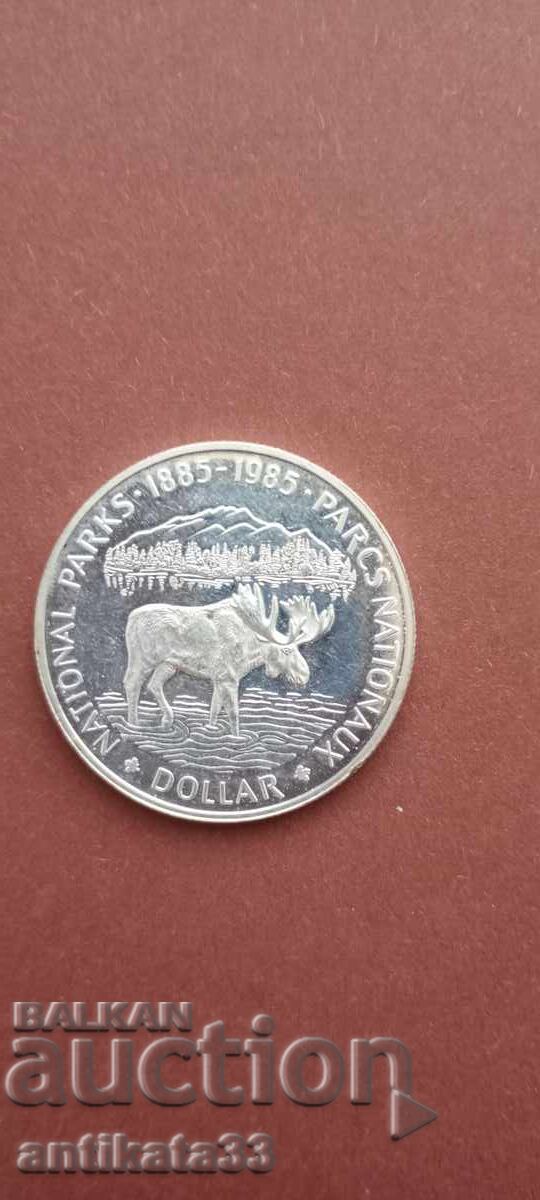 NATIONAL PARKS · 1885-1985 · PARCS NATIONAUX
DOLLAR
BALKAN
auction
antikata33